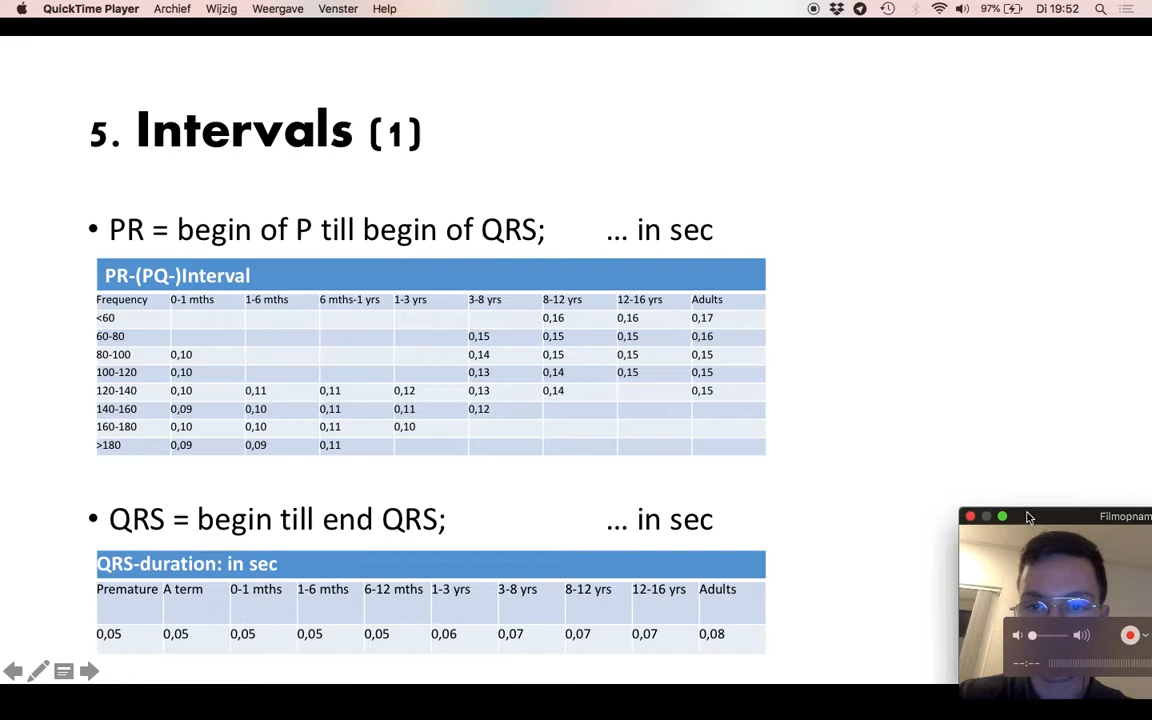 QuickTime Player Archief Wijzig Weergave Venster Help 97% Di 19:52
5. Intervals (1)
• PR = begin of P till begin of QRS; ... in sec
PR-(PQ-)Interval
Frequency 0-1 mths 1-6 mths 6 mths-1 yrs 1-3 yrs 3-8 yrs 8-12 yrs 12-16 yrs Adults
<60 0,16 0,16 0,17
60-80 0,15 0,15 0,15 0,16
80-100 0,10 0,14 0,15 0,15 0,15
100-120 0,10 0,13 0,14 0,15 0,15
120-140 0,10 0,11 0,11 0,12 0,13 0,14 0,15
140-160 0,09 0,10 0,11 0,11 0,12
160-180 0,10 0,10 0,11 0,10
>180 0,09 0,09 0,11
• QRS = begin till end QRS; ... in sec
Filmopnam
QRS-duration: in sec
Premature A term 0-1 mths 1-6 mths 6-12 mths 1-3 yrs 3-8 yrs 8-12 yrs 12-16 yrs Adults
0,05 0,05 0,05 0,05 0,05 0,06 0,07 0,07 0,07 0,08
--:--